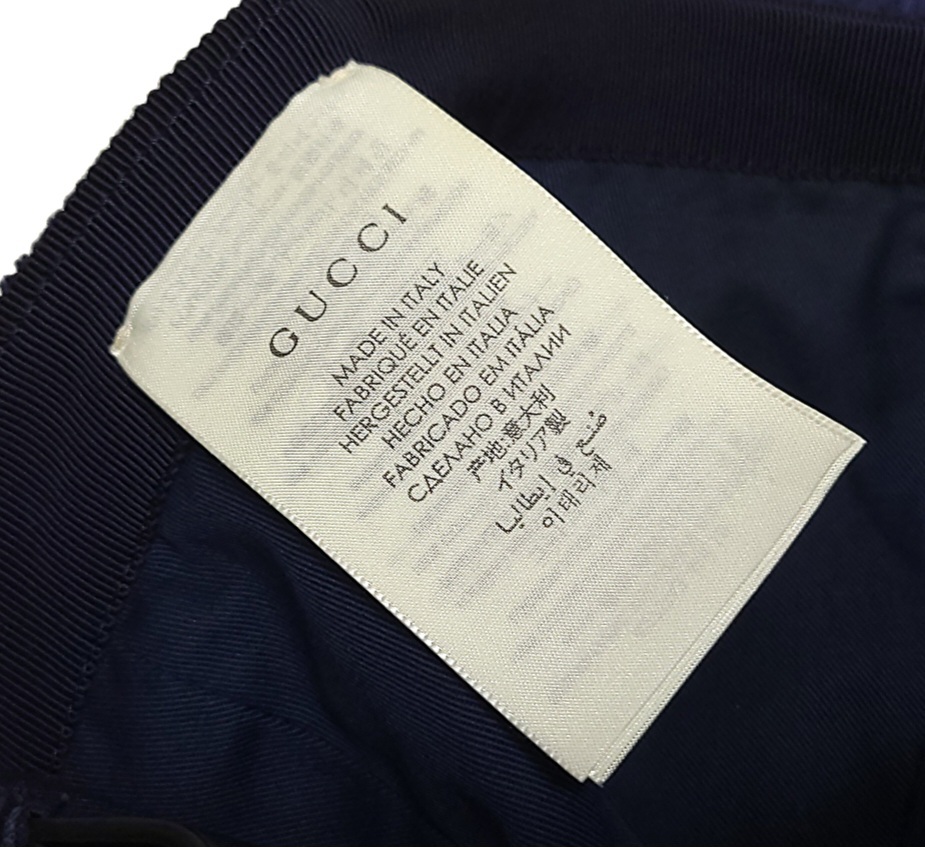 GUCCI
MADE IN ITALY
FABRIQUÉ EN ITALIE
HERGESTELLT IN ITALIEN
HECHO EN ITALIA
FABRICADO EM ITÁLIA
СДЕЛАНО В ИТАЛИИ
产地:意大利
イタリア製
صنع في إيطاليا
이태리제